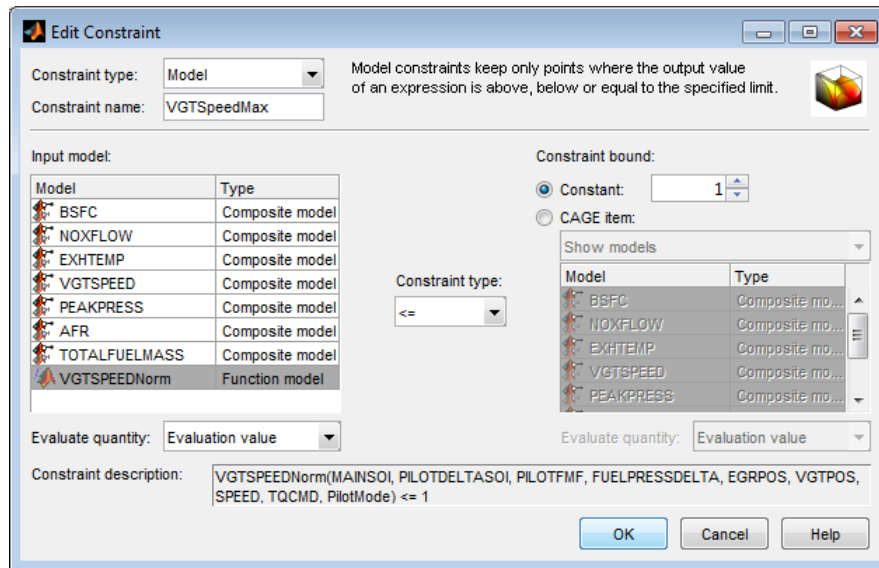 Edit Constraint
Constraint type: Model
Model constraints keep only points where the output value
of an expression is above, below or equal to the specified limit.
Constraint name: VGTSpeedMax
Input model:
Constraint bound:
Model Type
BSFC Composite model
NOXFLOW Composite model
EXHTEMP Composite model
VGTSPEED Composite model
PEAKPRESS Composite model
AFR Composite model
TOTALFUELMASS Composite model
VGTSPEEDNorm Function model
Constraint type:
<=
Constant: 1
CAGE item:
Show models
Model Type
BSFC Composite mo...
NOXFLOW Composite mo...
EXHTEMP Composite mo...
VGTSPEED Composite mo...
PEAKPRESS Composite mo...
Evaluate quantity: Evaluation value
Evaluate quantity: Evaluation value
Constraint description: VGTSPEEDNorm(MAINSOI, PILOTDELTASOI, PILOTFMF, FUELPRESSDELTA, EGRPOS, VGTPOS,
SPEED, TQCMD, PilotMode) <= 1
OK Cancel Help